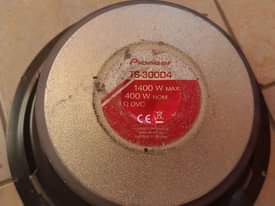 Pioneer
TS-300D4
1400 W MAX.
400 W NOM.
Ω DVC
CE